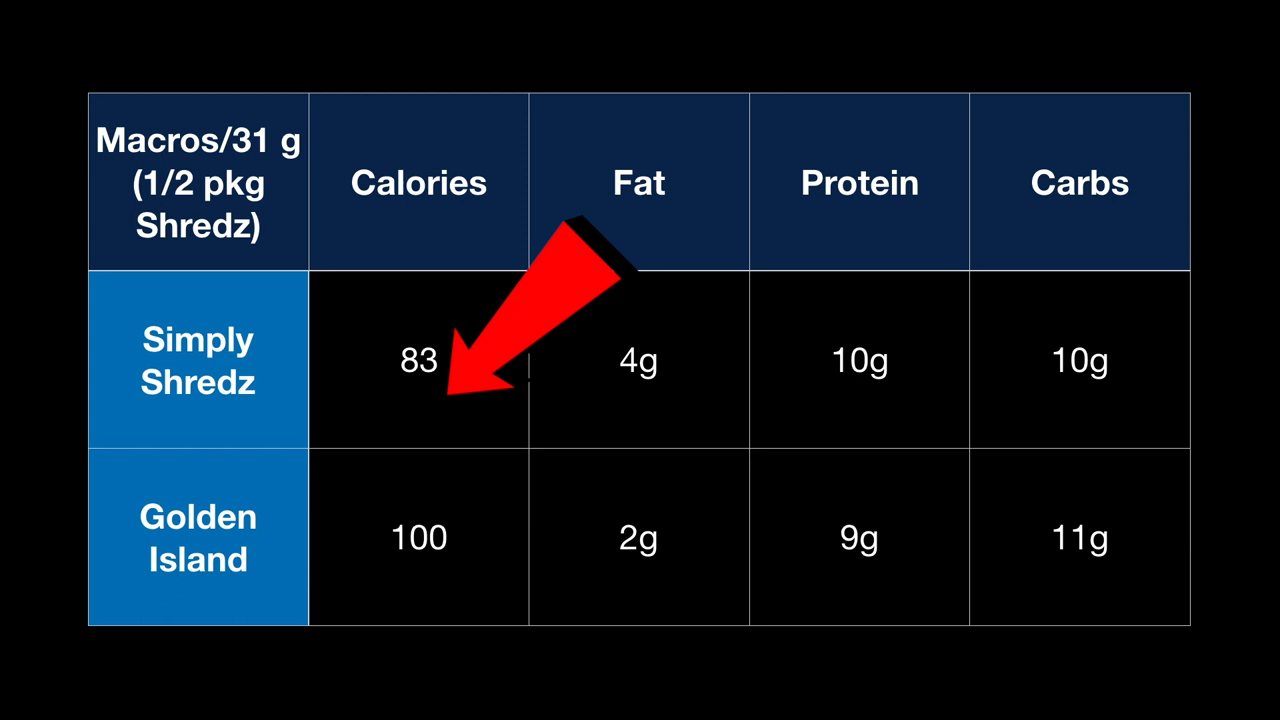 Macros/31 g
(1/2 pkg
Shredz)
Calories
Fat
Protein
Carbs
Simply
Shredz
83
4g
10g
10g
Golden
Island
100
2g
9g
11g